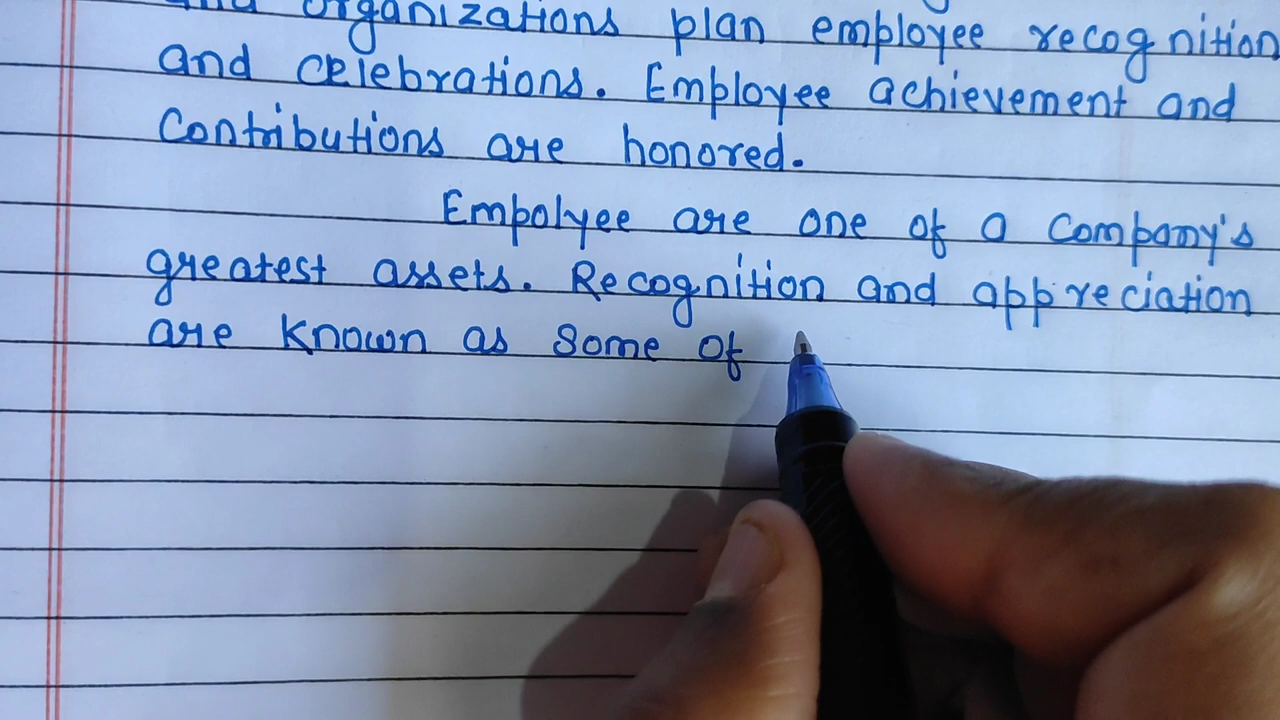 and organizations plan employee recognition
and celebrations. Employee achievement and
Contributions are honored.
Empolyee are one of a Company's
greatest assets. Recognition and appreciation
are known as some of